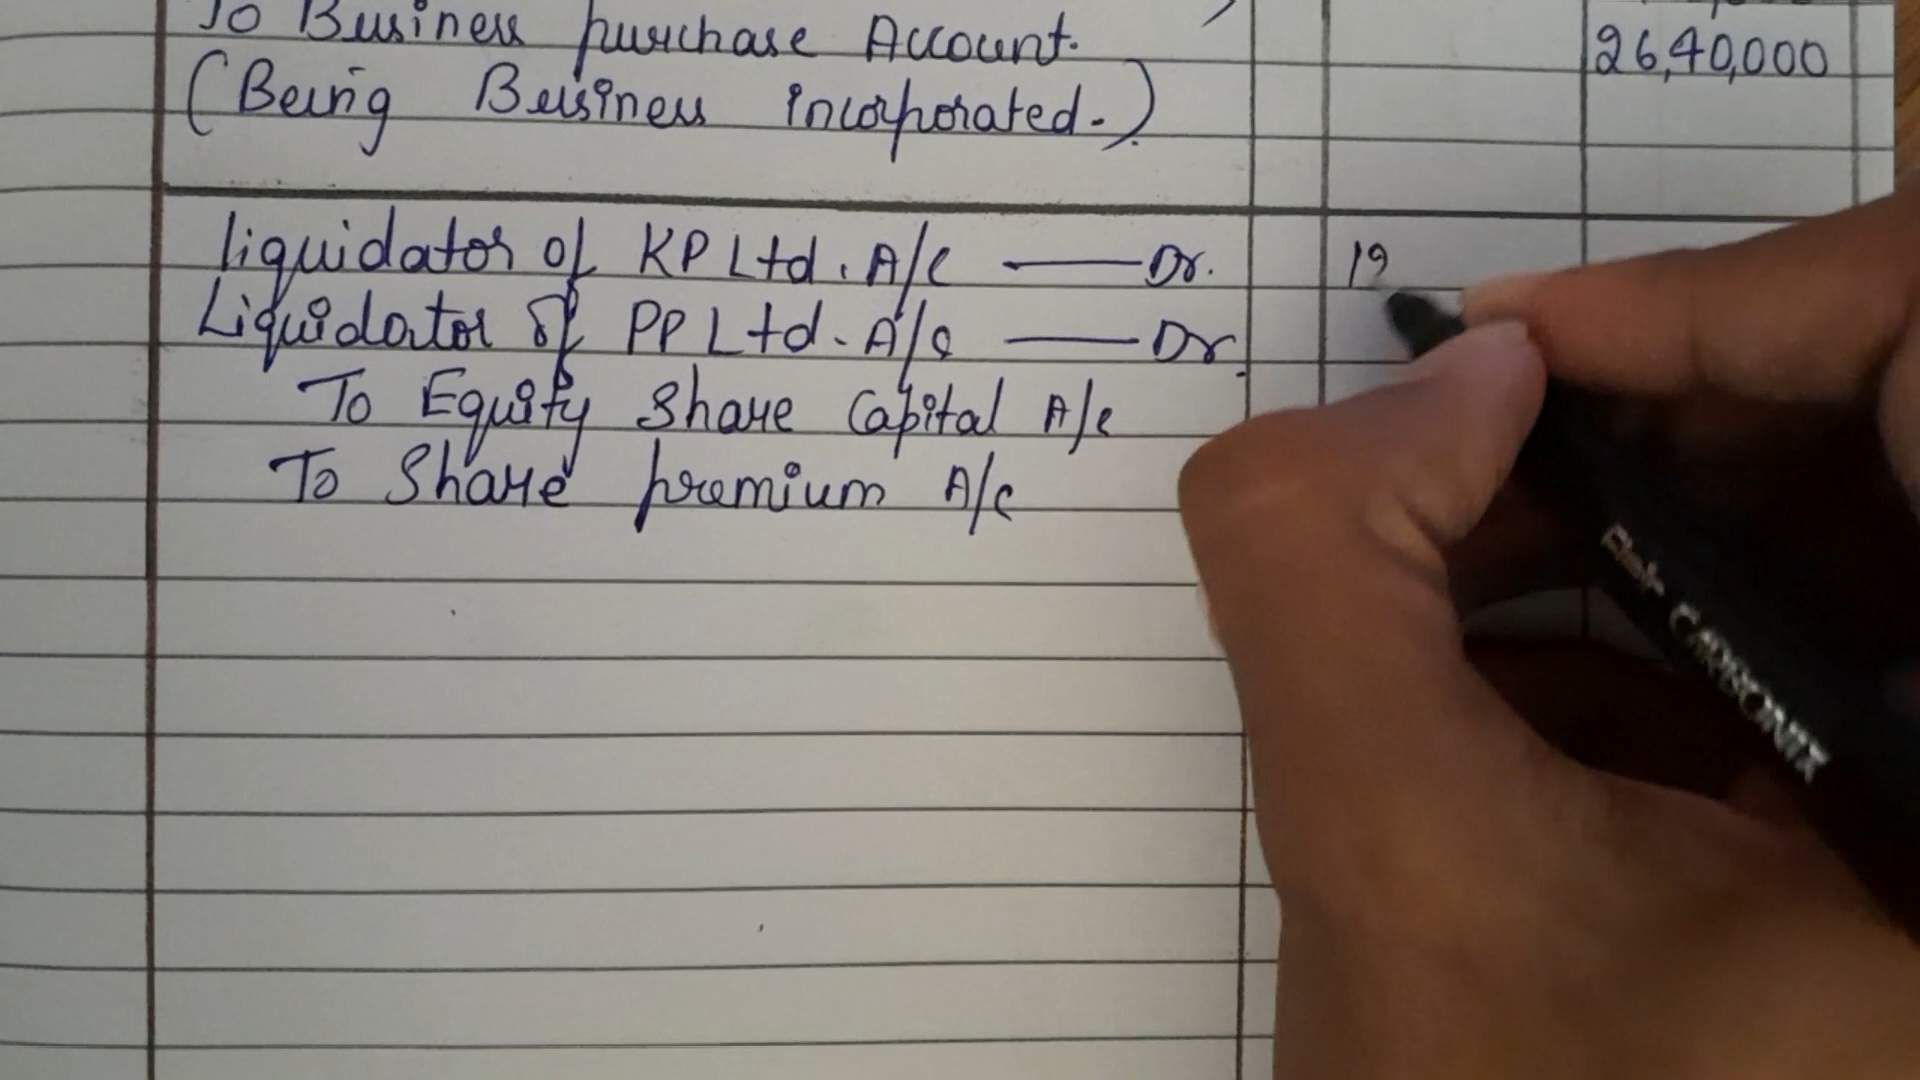 To Business purchase Account.
26,40,000
(Being Business incorporated.)
liquidator of KP Ltd. A/c —— Dr.
19
Liquidator of PP Ltd. A/c —— Dr.
To Equity Share Capital A/c
To Share premium A/c
CARBONIX